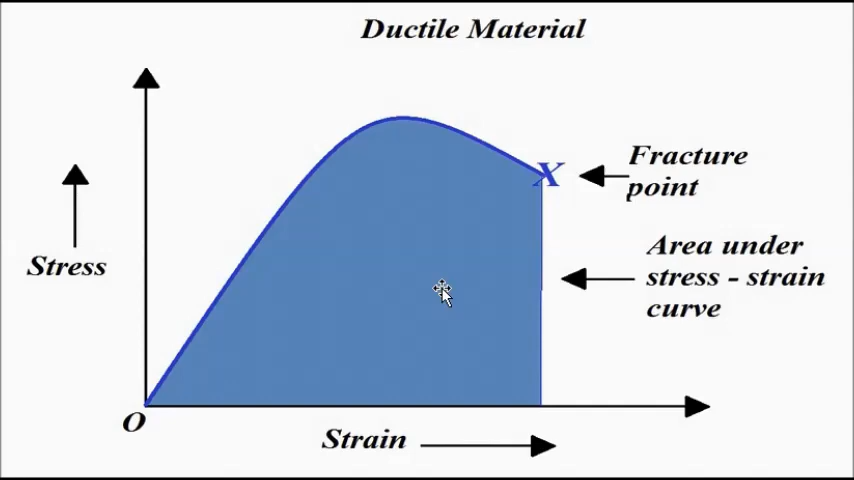 Ductile Material
Fracture
point
X
Area under
stress - strain
curve
Stress
O
Strain